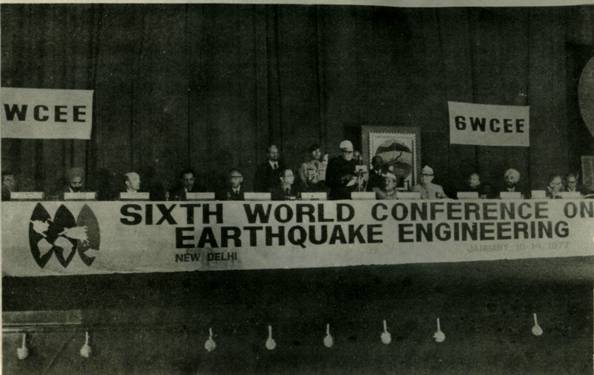 WCEE
6WCEE
SIXTH WORLD CONFERENCE ON
EARTHQUAKE ENGINEERING
NEW DELHI
JANUARY 10-14, 1977